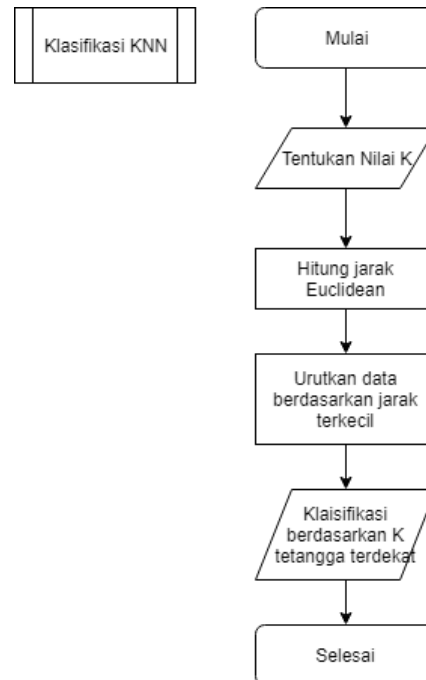 Klasifikasi KNN
Mulai
Tentukan Nilai K
Hitung jarak
Euclidean
Urutkan data
berdasarkan jarak
terkecil
Klaisifikasi
berdasarkan K
tetangga terdekat
Selesai